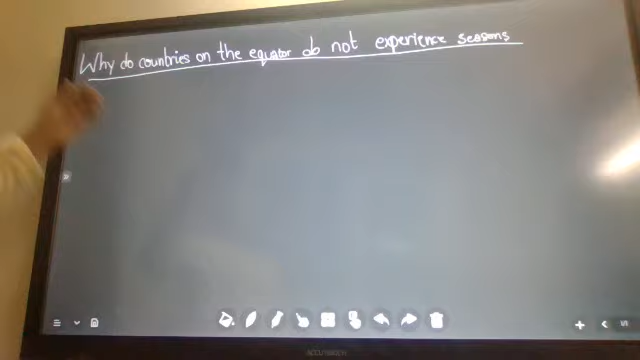 Why do countries on the equator do not experience seasons